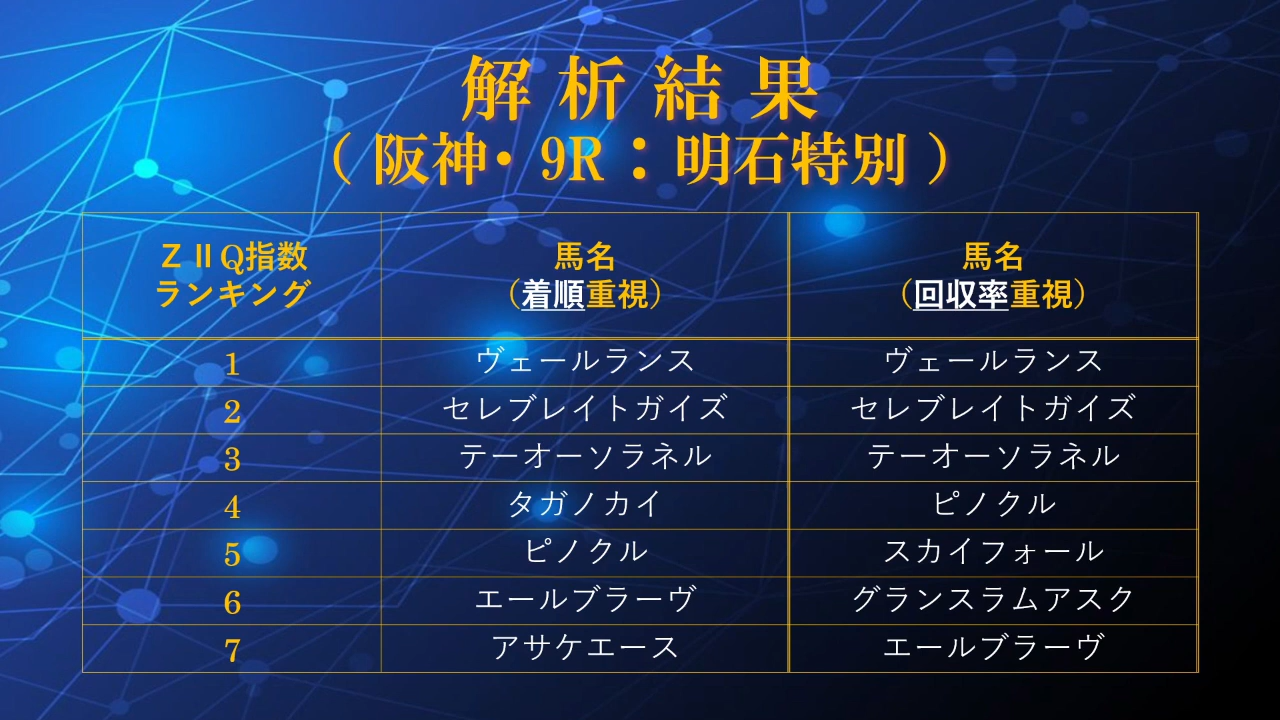 解析結果
（阪神・9R：明石特別）
ＺⅡQ指数
ランキング
馬名
（着順重視）
馬名
（回収率重視）
1 ヴェールランス ヴェールランス
2 セレブレイトガイズ セレブレイトガイズ
3 テーオーソラネル テーオーソラネル
4 タガノカイ ピノクル
5 ピノクル スカイフォール
6 エールブラーヴ グランスラムアスク
7 アサケエース エールブラーヴ